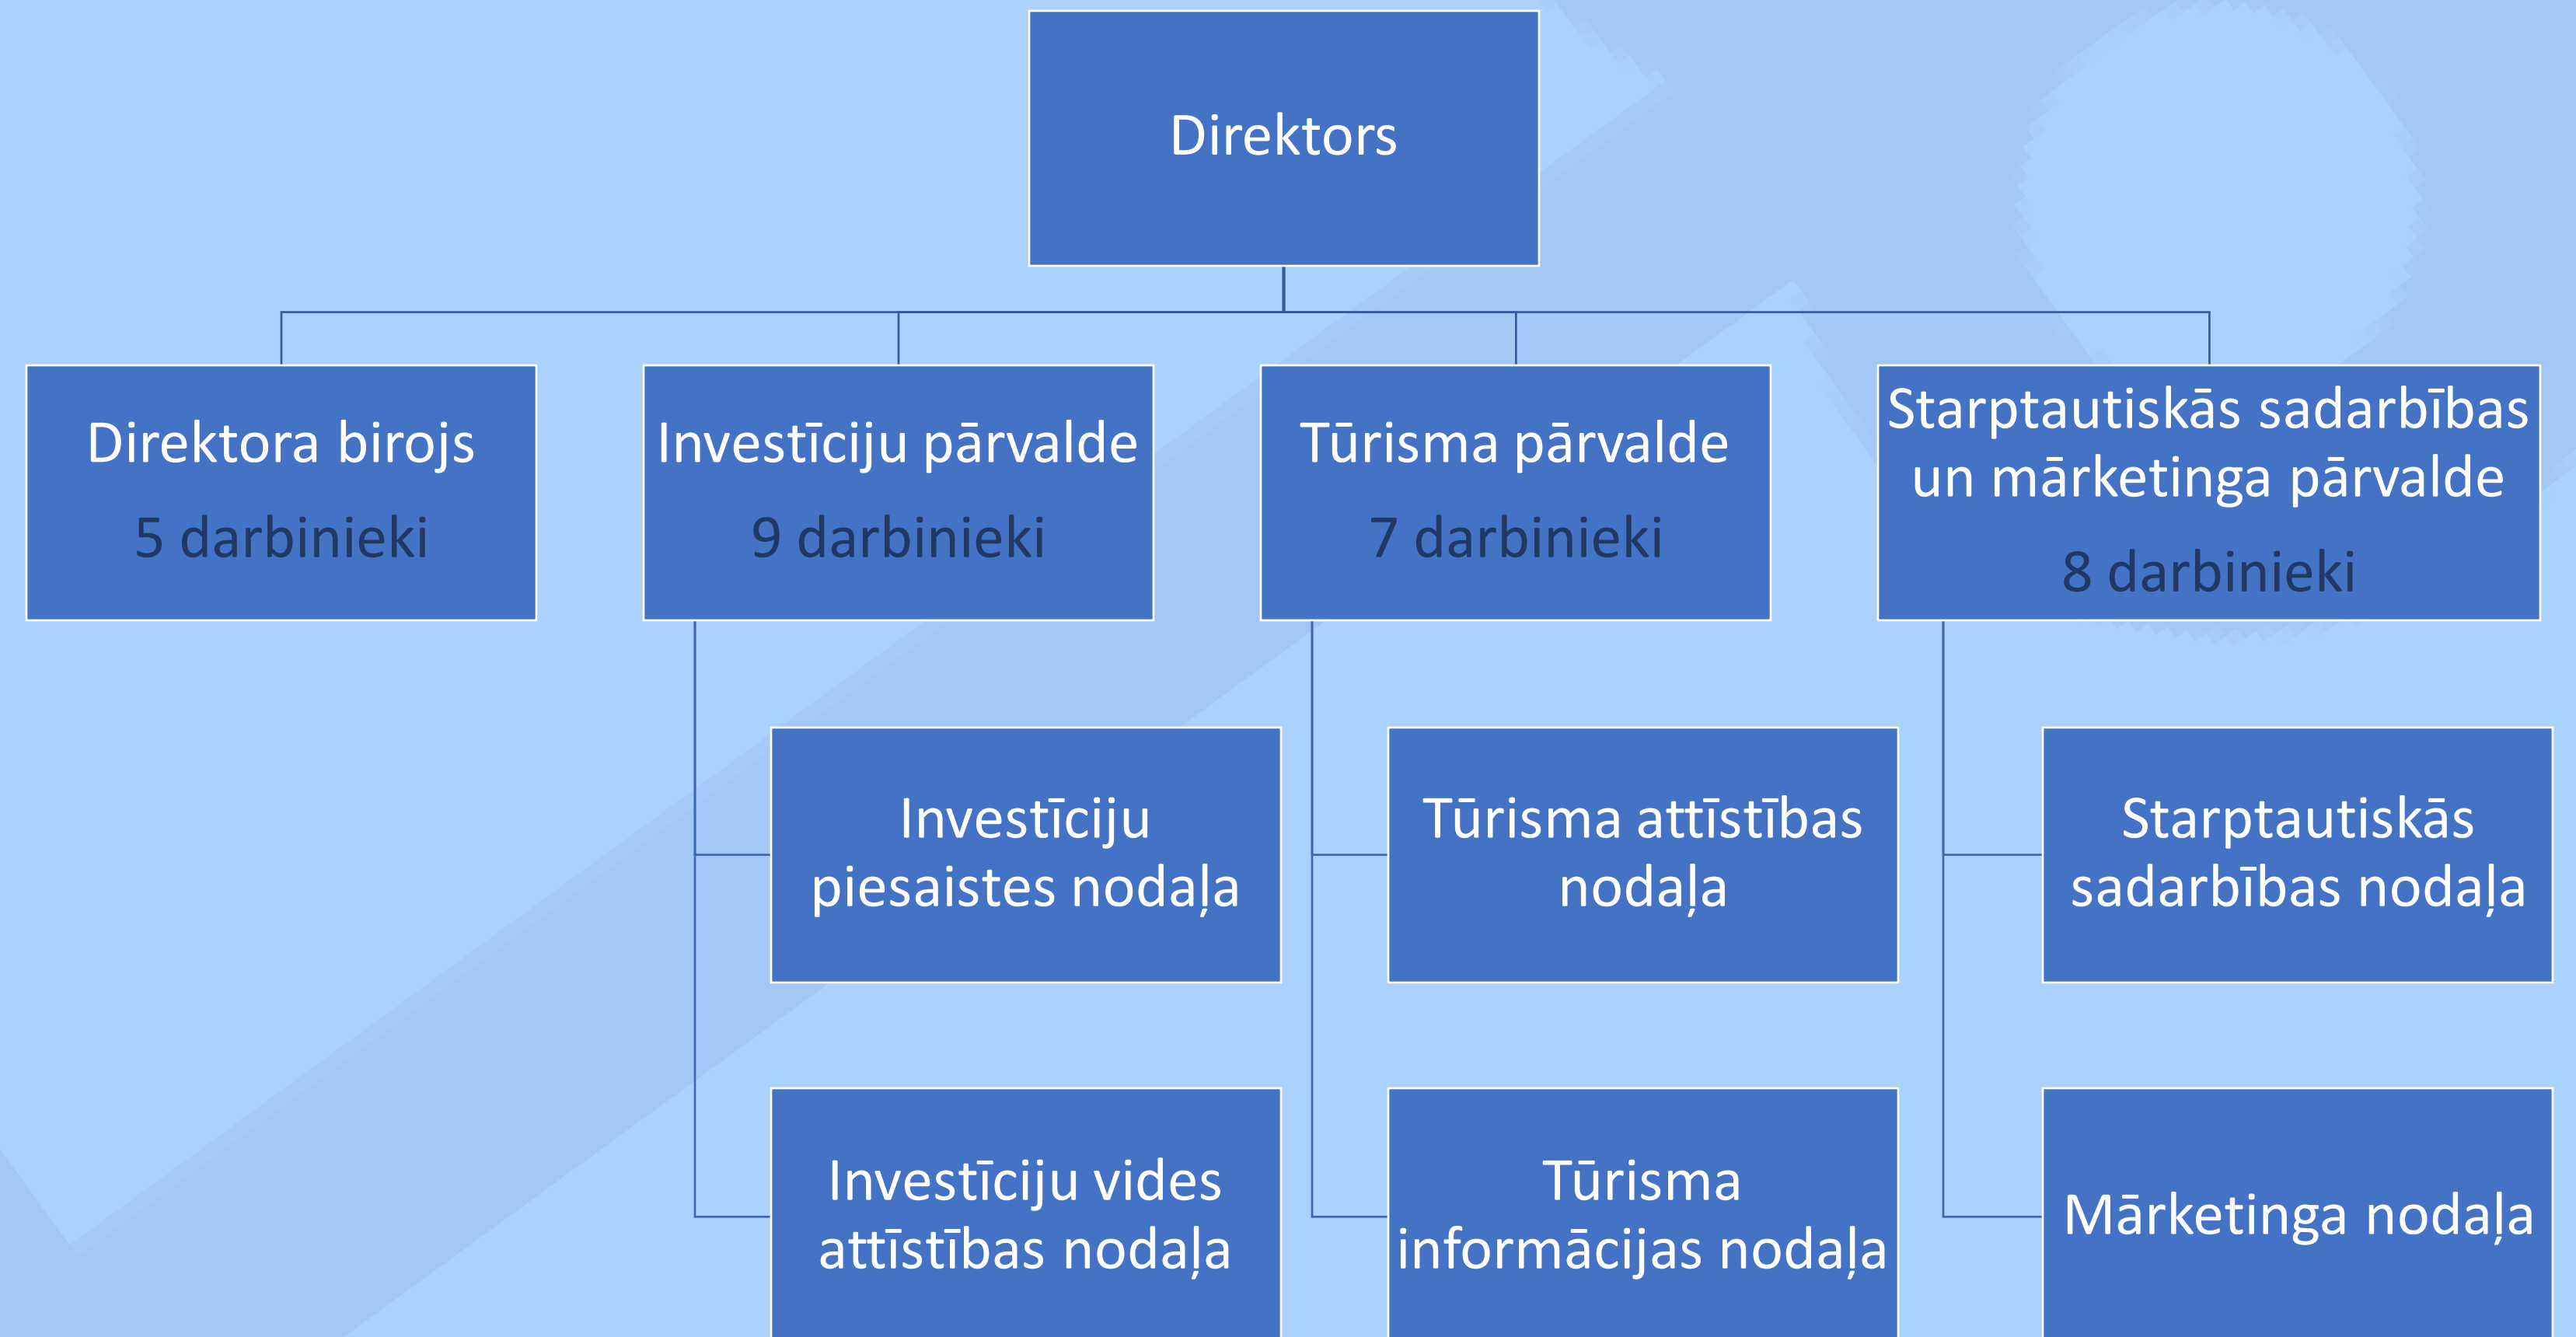 Direktors
Direktora birojs
5 darbinieki
Investīciju pārvalde
9 darbinieki
Tūrisma pārvalde
7 darbinieki
Starptautiskās sadarbības
un mārketinga pārvalde
8 darbinieki
Investīciju
piesaistes nodaļa
Investīciju vides
attīstības nodaļa
Tūrisma attīstības
nodaļa
Tūrisma
informācijas nodaļa
Starptautiskās
sadarbības nodaļa
Mārketinga nodaļa